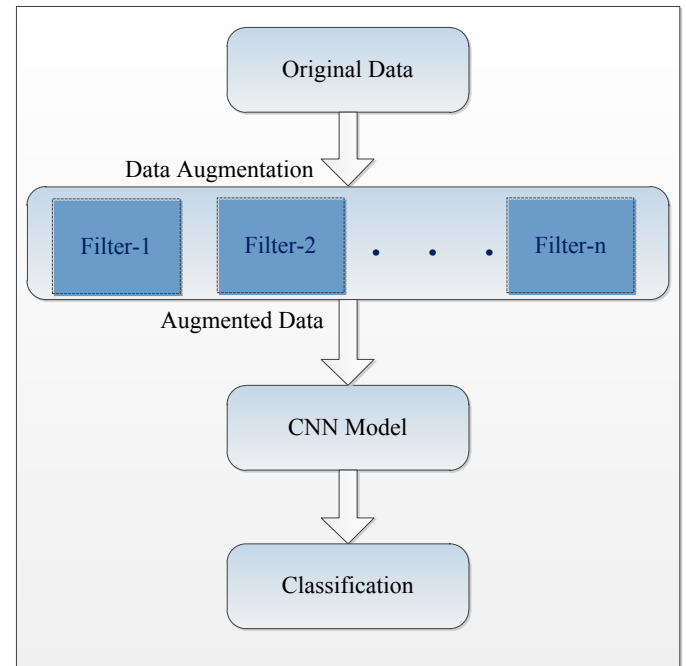 Original Data
Data Augmentation
Filter-1 Filter-2 . . . Filter-n
Augmented Data
CNN Model
Classification